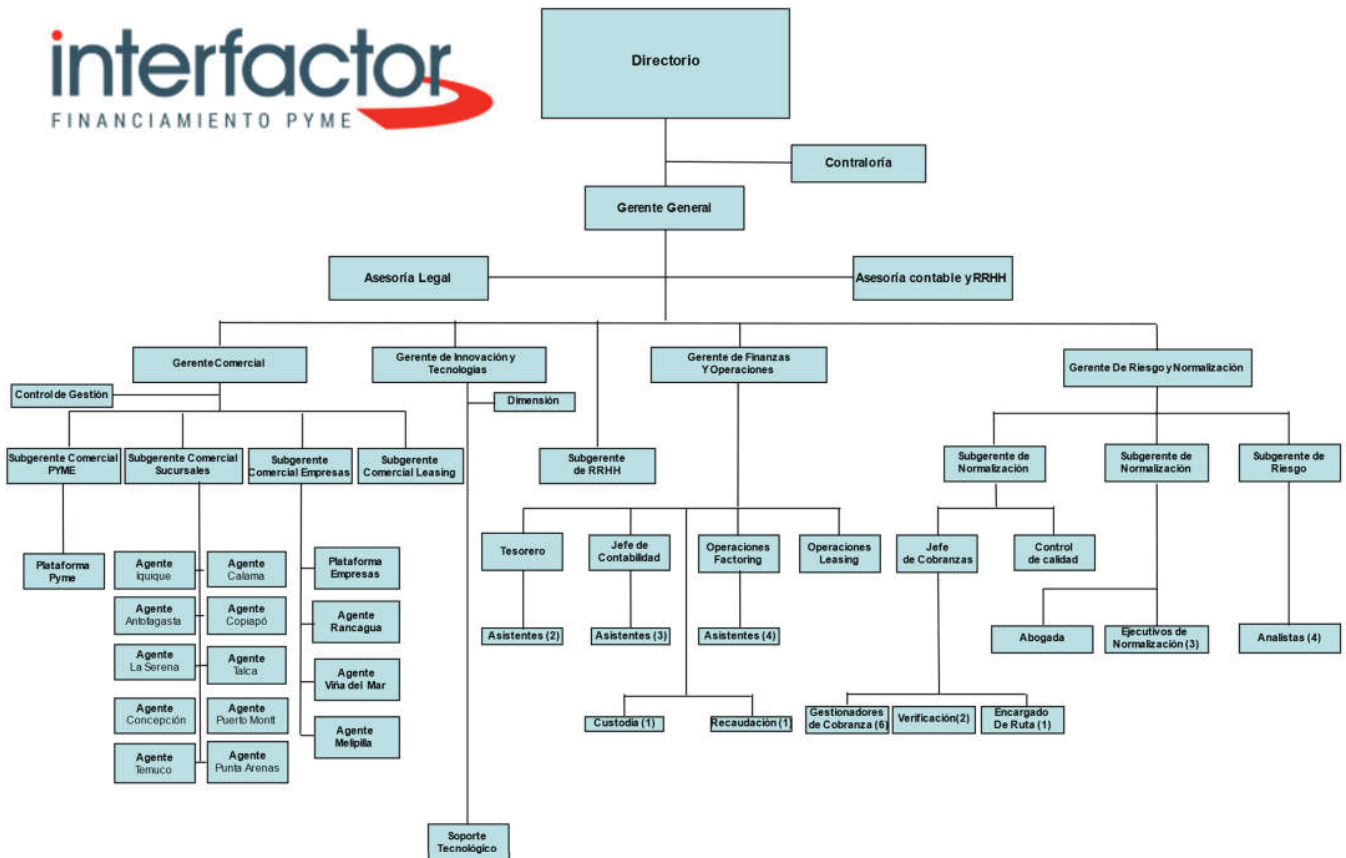 interfactor
FINANCIAMIENTO PYME
Directorio
Contraloría
Gerente General
Asesoría Legal
Asesoría contable y RRHH
Gerente Comercial
Gerente de Innovación y
Tecnologías
Gerente de Finanzas
Y Operaciones
Gerente De Riesgo y Normalización
Control de Gestión
Dimensión
Subgerente Comercial
PYME
Subgerente Comercial
Sucursales
Subgerente
Comercial Empresas
Subgerente
Comercial Leasing
Subgerente
de RRHH
Subgerente de
Normalización
Subgerente de
Normalización
Subgerente de
Riesgo
Plataforma
Pyme
Agente
Iquique
Agente
Calama
Agente
Antofagasta
Agente
Copiapó
Agente
La Serena
Agente
Talca
Agente
Concepción
Agente
Puerto Montt
Agente
Temuco
Agente
Punta Arenas
Plataforma
Empresas
Agente
Rancagua
Agente
Viña del Mar
Agente
Melipilla
Tesorero
Jefe de
Contabilidad
Operaciones
Factoring
Operaciones
Leasing
Jefe
de Cobranzas
Control
de calidad
Asistentes (2)
Asistentes (3)
Asistentes (4)
Abogada
Ejecutivos de
Normalización (3)
Analistas (4)
Custodia (1)
Recaudación (1)
Gestionadores
de Cobranza (6)
Verificación(2)
Encargado
De Ruta (1)
Soporte
Tecnológico